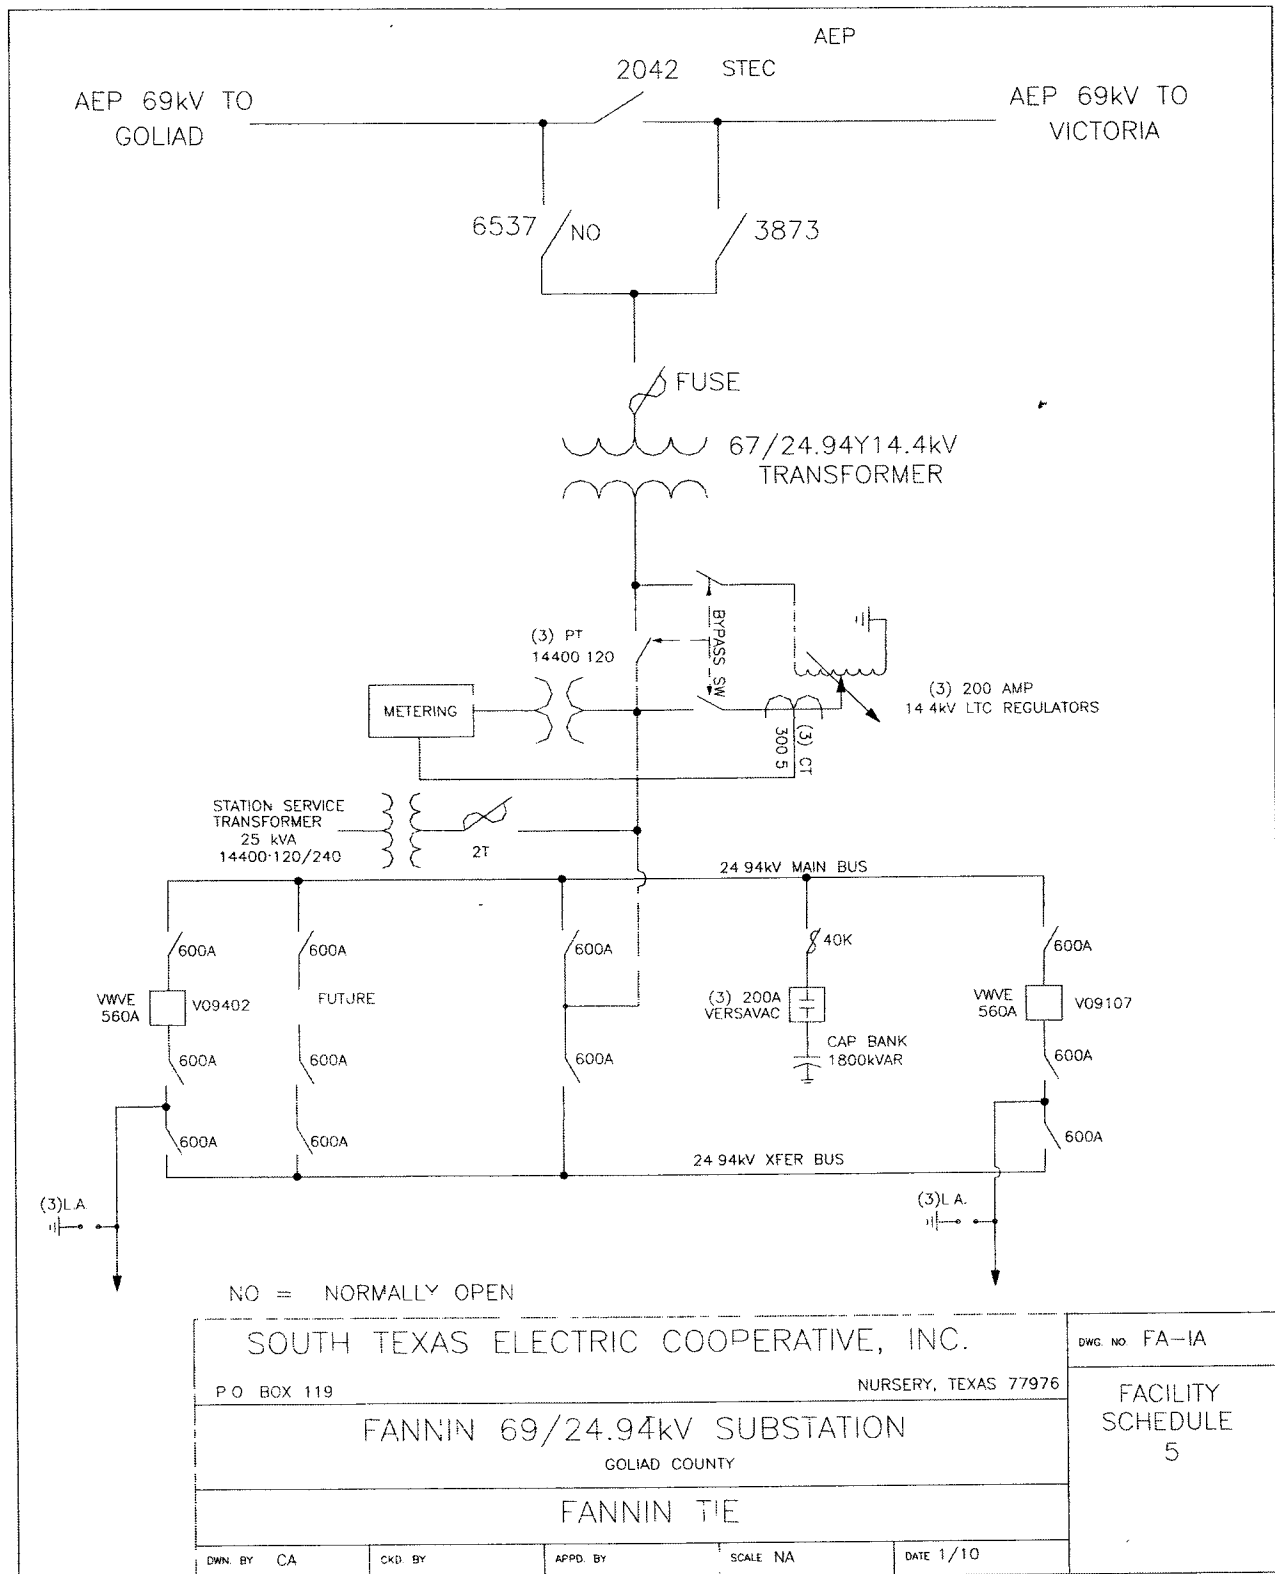 AEP
2042 STEC
AEP 69kV TO
GOLIAD
AEP 69kV TO
VICTORIA
6537
NO
3873
FUSE
67/24.94Y14.4kV
TRANSFORMER
BYPASS SW
(3) PT
14400 120
METERING
(3) CT
300 5
(3) 200 AMP
14 4kV LTC REGULATORS
STATION SERVICE
TRANSFORMER
25 kVA
14400·120/240
2T
24 94kV MAIN BUS
600A
600A
600A
40K
600A
VWVE
560A
V09402
FUTURE
(3) 200A
VERSAVAC
VWVE
560A
V09107
CAP BANK
1800kVAR
600A
600A
600A
600A
600A
600A
600A
24 94kV XFER BUS
(3)L.A.
(3)L A.
NO = NORMALLY OPEN
SOUTH TEXAS ELECTRIC COOPERATIVE, INC.
P O BOX 119
NURSERY, TEXAS 77976
DWG. NO FA-1A
FANNIN 69/24.94kV SUBSTATION
GOLIAD COUNTY
FACILITY
SCHEDULE
5
FANNIN TIE
DWN. BY CA
CKD. BY
APPD. BY
SCALE NA
DATE 1/10